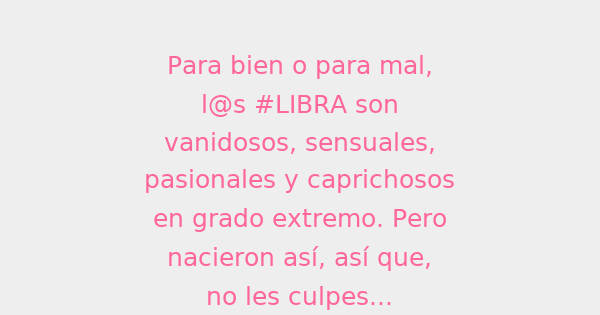 Para bien o para mal,
l@s #LIBRA son
vanidosos, sensuales,
pasionales y caprichosos
en grado extremo. Pero
nacieron así, así que,
no les culpes...